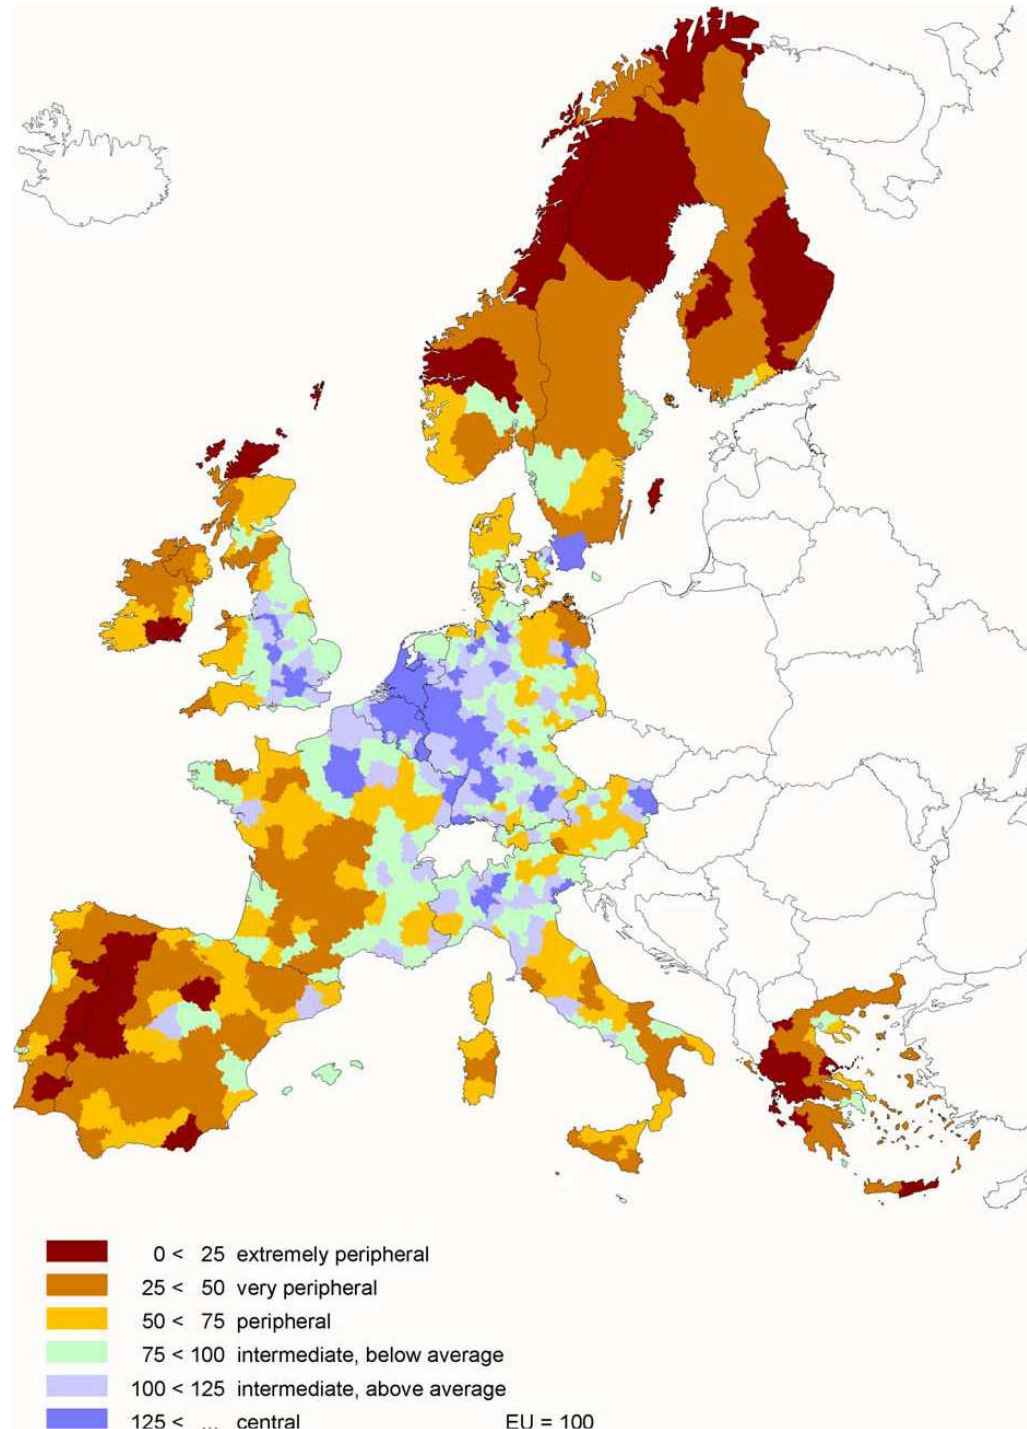 0 < 25 extremely peripheral
25 < 50 very peripheral
50 < 75 peripheral
75 < 100 intermediate, below average
100 < 125 intermediate, above average
125 < ... central EU = 100